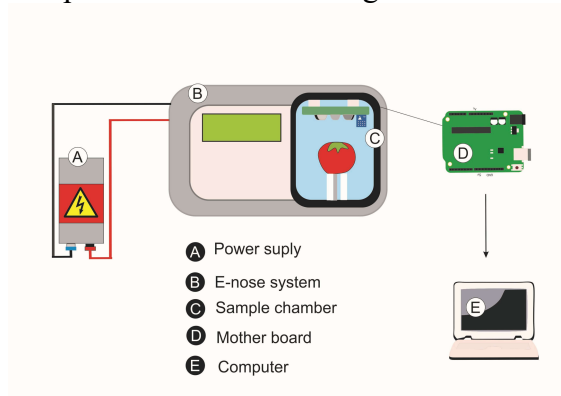 B
A
C
D
E
A Power suply
B E-nose system
C Sample chamber
D Mother board
E Computer